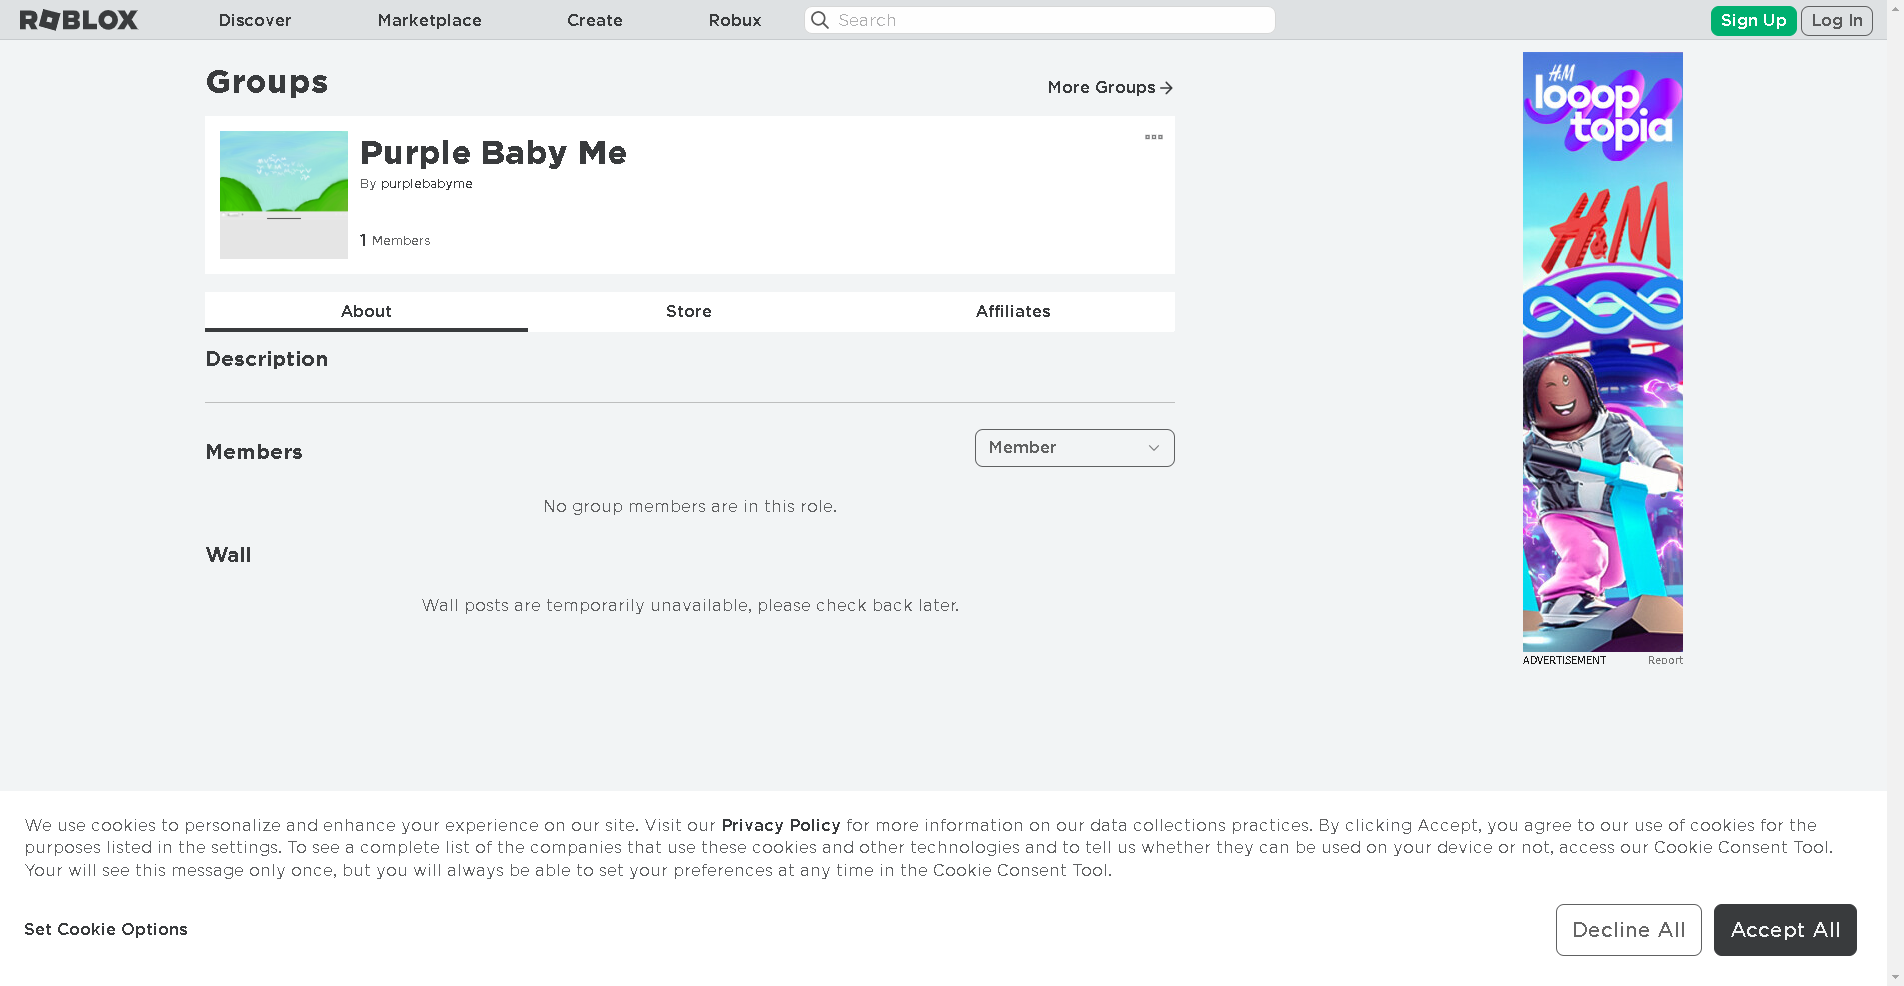 ROBLOX
Discover
Marketplace
Create
Robux
Search
Sign Up
Log In
Groups
More Groups
Purple Baby Me
By purplebabyme
1 Members
About
Store
Affiliates
Description
Members
Member
No group members are in this role.
Wall
Wall posts are temporarily unavailable, please check back later.
H&M
looop
topia
H&M
ADVERTISEMENT
Report
We use cookies to personalize and enhance your experience on our site. Visit our Privacy Policy for more information on our data collections practices. By clicking Accept, you agree to our use of cookies for the
purposes listed in the settings. To see a complete list of the companies that use these cookies and other technologies and to tell us whether they can be used on your device or not, access our Cookie Consent Tool.
Your will see this message only once, but you will always be able to set your preferences at any time in the Cookie Consent Tool.
Set Cookie Options
Decline All
Accept All